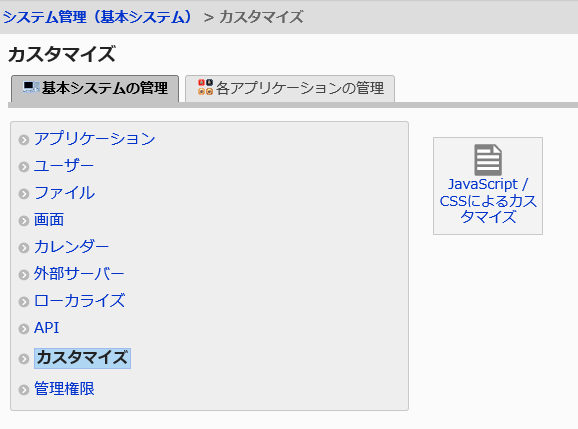 システム管理（基本システム） > カスタマイズ
カスタマイズ
基本システムの管理 各アプリケーションの管理
アプリケーション
ユーザー
ファイル
画面
カレンダー
外部サーバー
ローカライズ
API
カスタマイズ
管理権限
JavaScript /
CSSによるカス
タマイズ